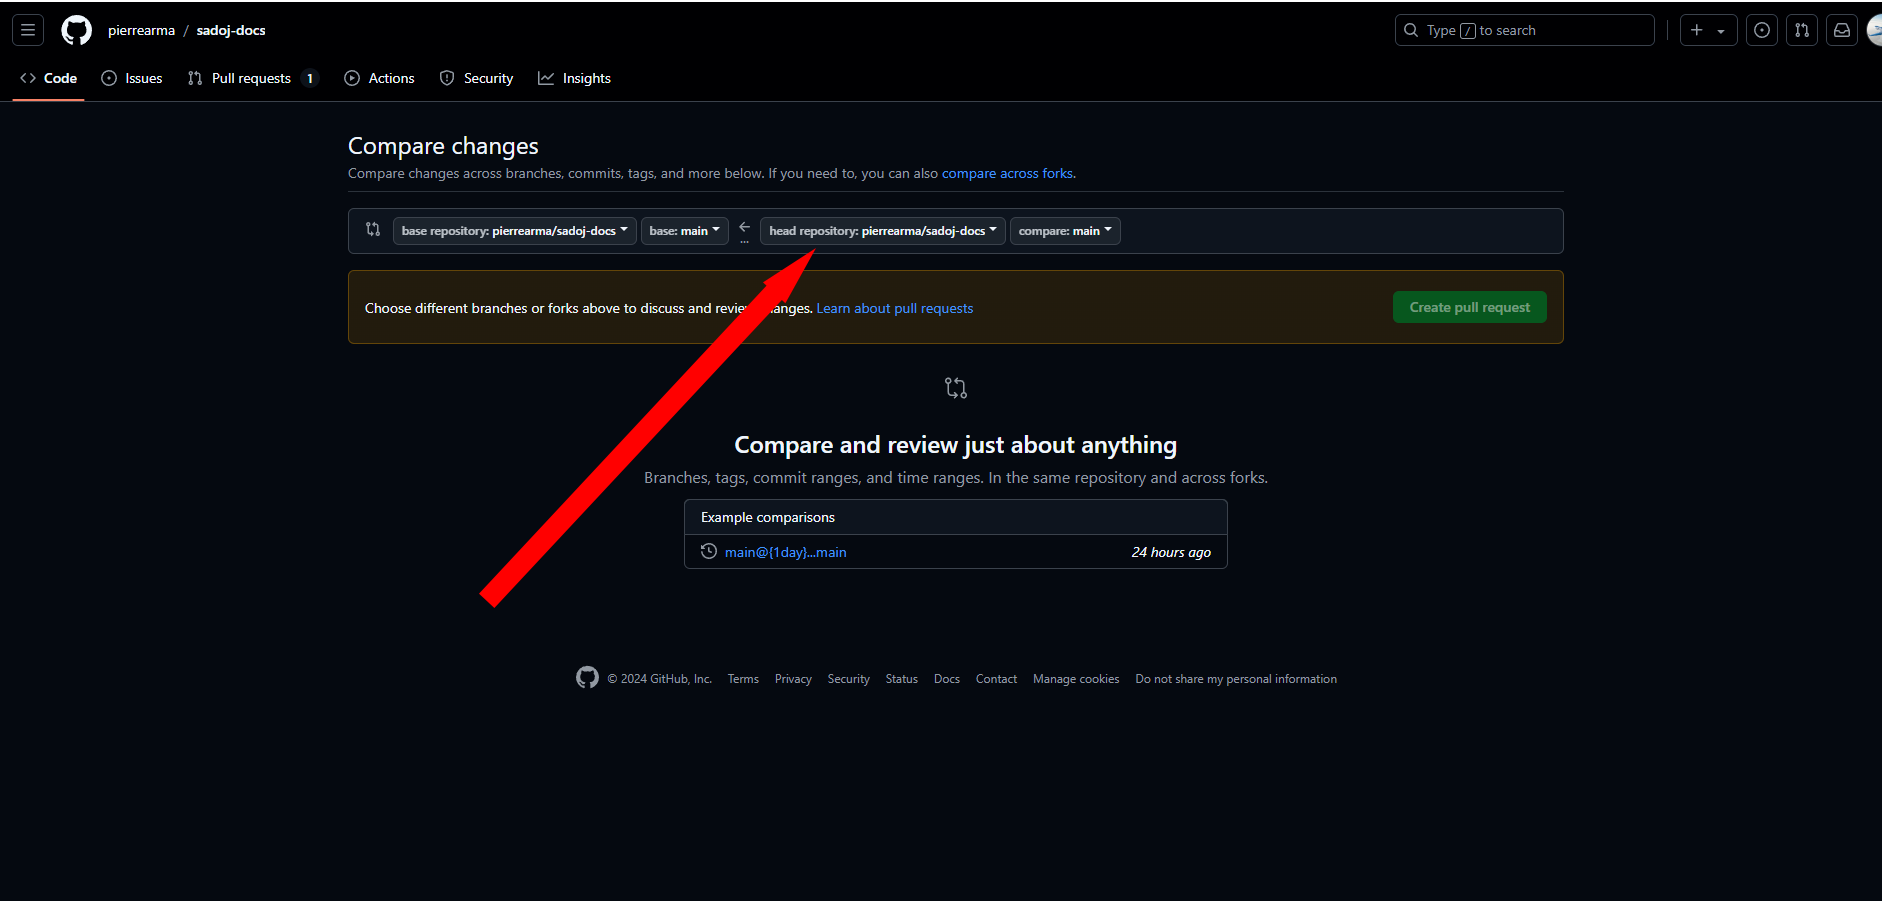 pierrearma / sadoj-docs
Type / to search
Code Issues Pull requests 1 Actions Security Insights
Compare changes
Compare changes across branches, commits, tags, and more below. If you need to, you can also compare across forks.
base repository: pierrearma/sadoj-docs base: main ... head repository: pierrearma/sadoj-docs compare: main
Choose different branches or forks above to discuss and review changes. Learn about pull requests
Create pull request
Compare and review just about anything
Branches, tags, commit ranges, and time ranges. In the same repository and across forks.
Example comparisons
main@{1day}...main 24 hours ago
© 2024 GitHub, Inc. Terms Privacy Security Status Docs Contact Manage cookies Do not share my personal information